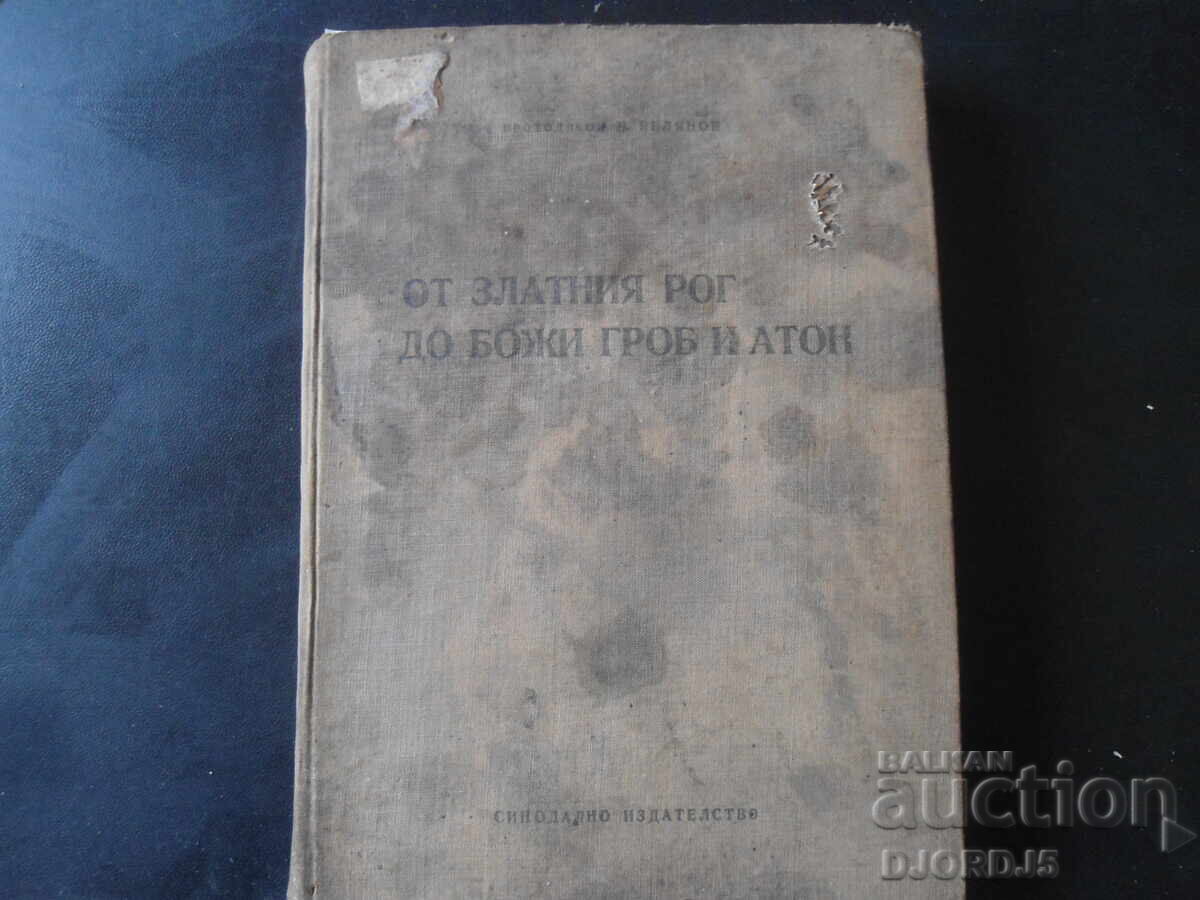 ОТ ЗЛАТНИЯ РОГ
ДО БОЖИ ГРОБ И АТОН
СИНОДАЛНО ИЗДАТЕЛСТВО
BALKAN
auction
DJORDJ5